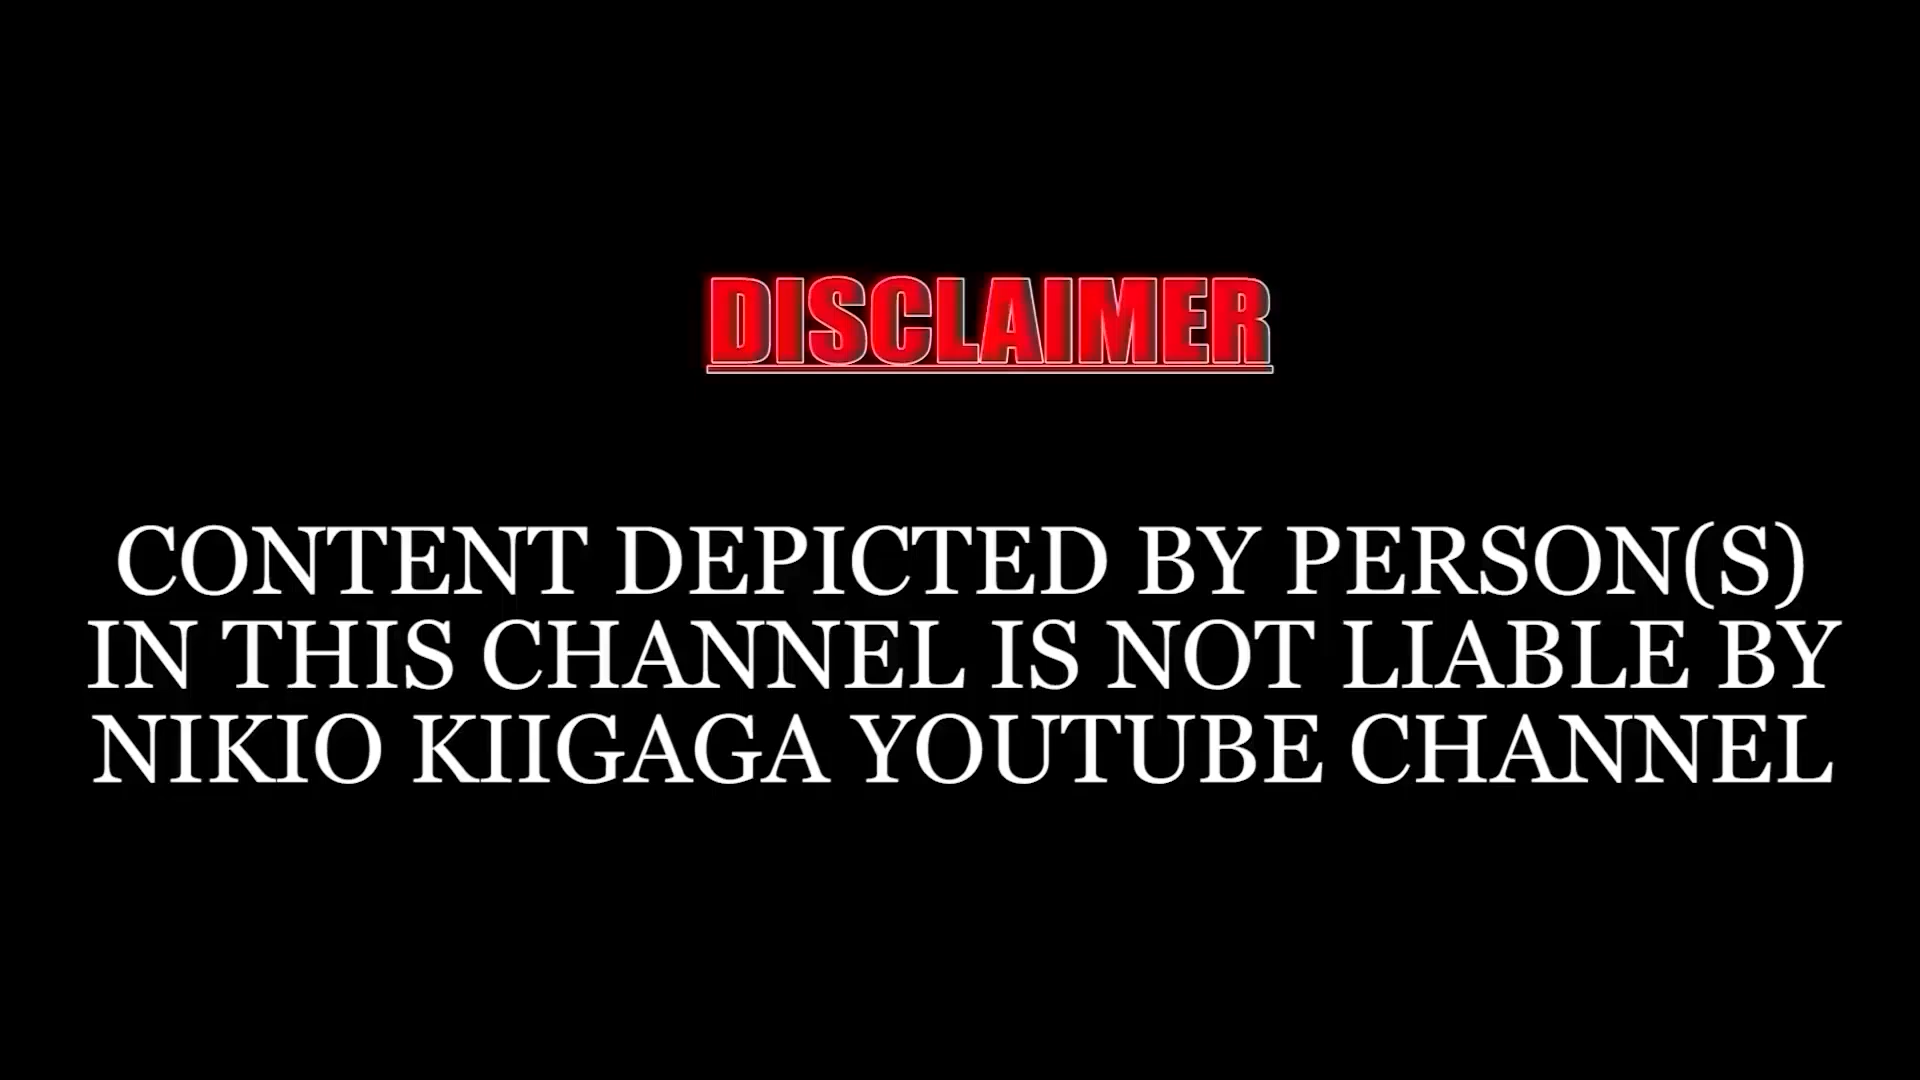 DISCLAIMER
CONTENT DEPICTED BY PERSON(S)
IN THIS CHANNEL IS NOT LIABLE BY
NIKIO KIIGAGA YOUTUBE CHANNEL